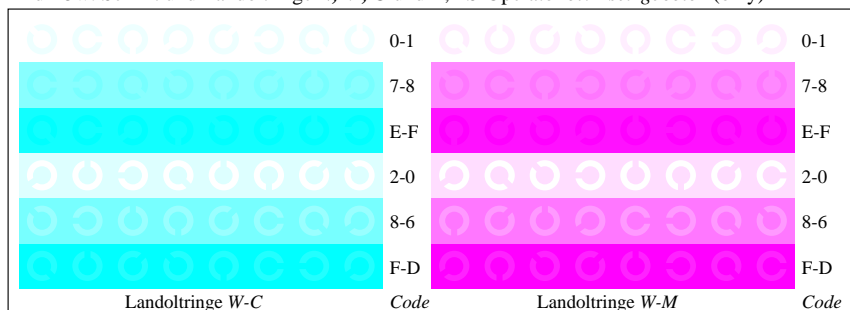 0-1 0-1
7-8 7-8
E-F E-F
2-0 2-0
8-6 8-6
F-D F-D
Landoltringe W-C Code Landoltringe W-M Code